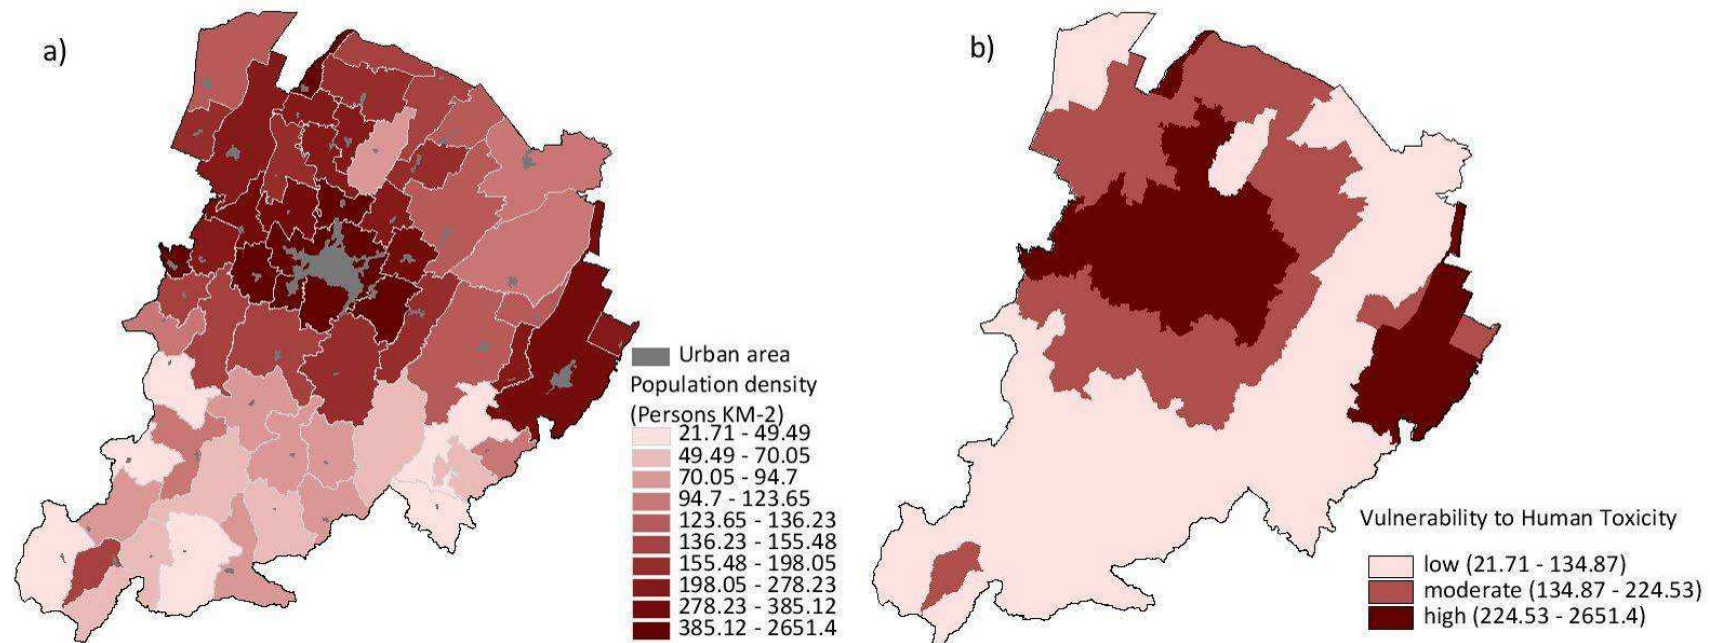 a)
Urban area
Population density
(Persons KM-2)
21.71 - 49.49
49.49 - 70.05
70.05 - 94.7
94.7 - 123.65
123.65 - 136.23
136.23 - 155.48
155.48 - 198.05
198.05 - 278.23
278.23 - 385.12
385.12 - 2651.4
b)
Vulnerability to Human Toxicity
low (21.71 - 134.87)
moderate (134.87 - 224.53)
high (224.53 - 2651.4)